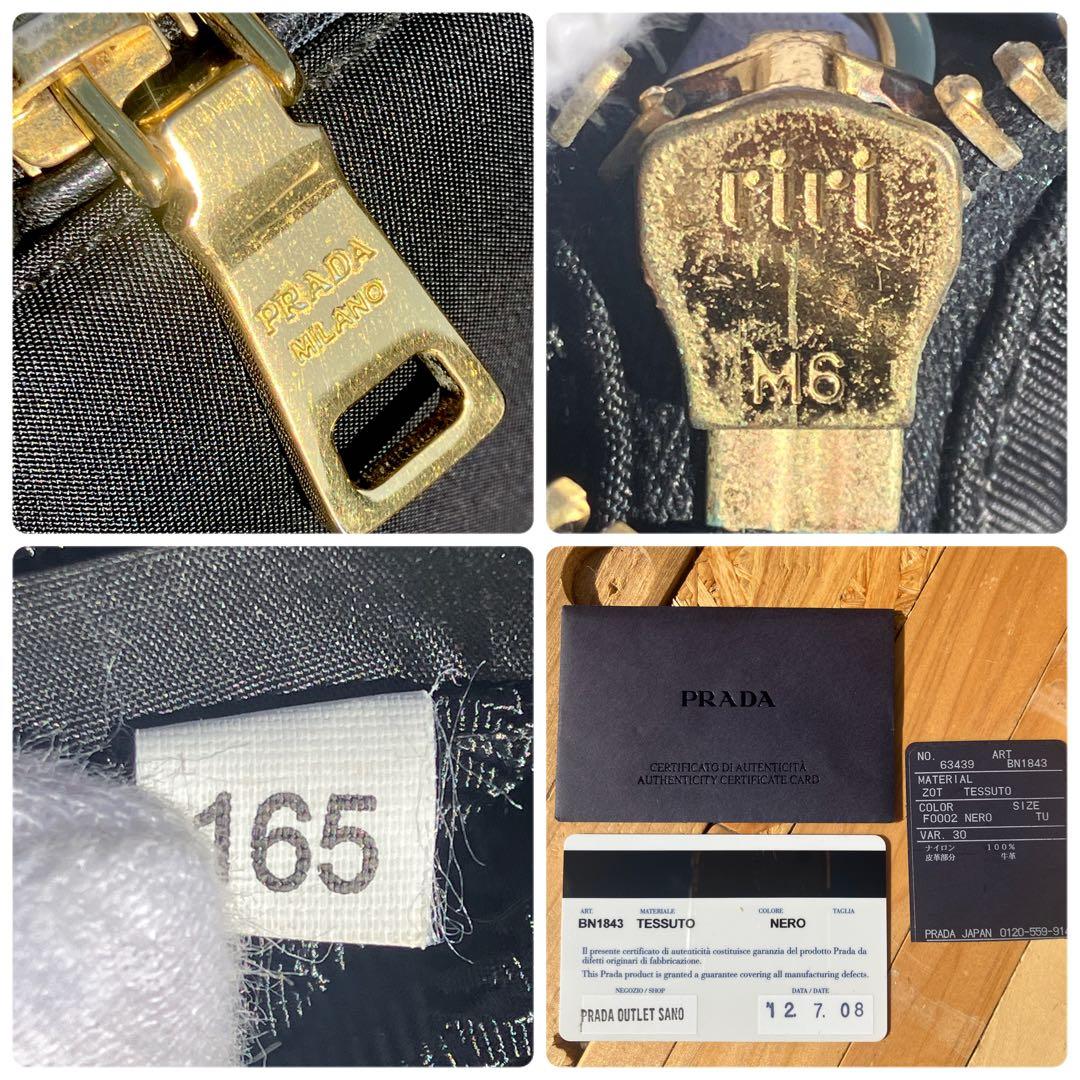 PRADA
MILANO
riri
M6
165
PRADA
CERTIFICATO DI AUTENTICITÀ
AUTHENTICITY CERTIFICATE CARD
NO. ART
63439 BN1843
MATERIAL
ZOT TESSUTO
COLOR SIZE
F0002 NERO TU
VAR. 30
ナイロン 100%
皮革部分 牛革
PRADA JAPAN 0120-559-914
ART. MATERIALE COLORE TAGLIA
BN1843 TESSUTO NERO
Il presente certificato di autenticità costituisce garanzia del prodotto Prada da
difetti originari di fabbricazione.
This Prada product is granted a guarantee covering all manufacturing defects.
NEGOZIO / SHOP DATA / DATE
PRADA OUTLET SANO '12. 7. 08